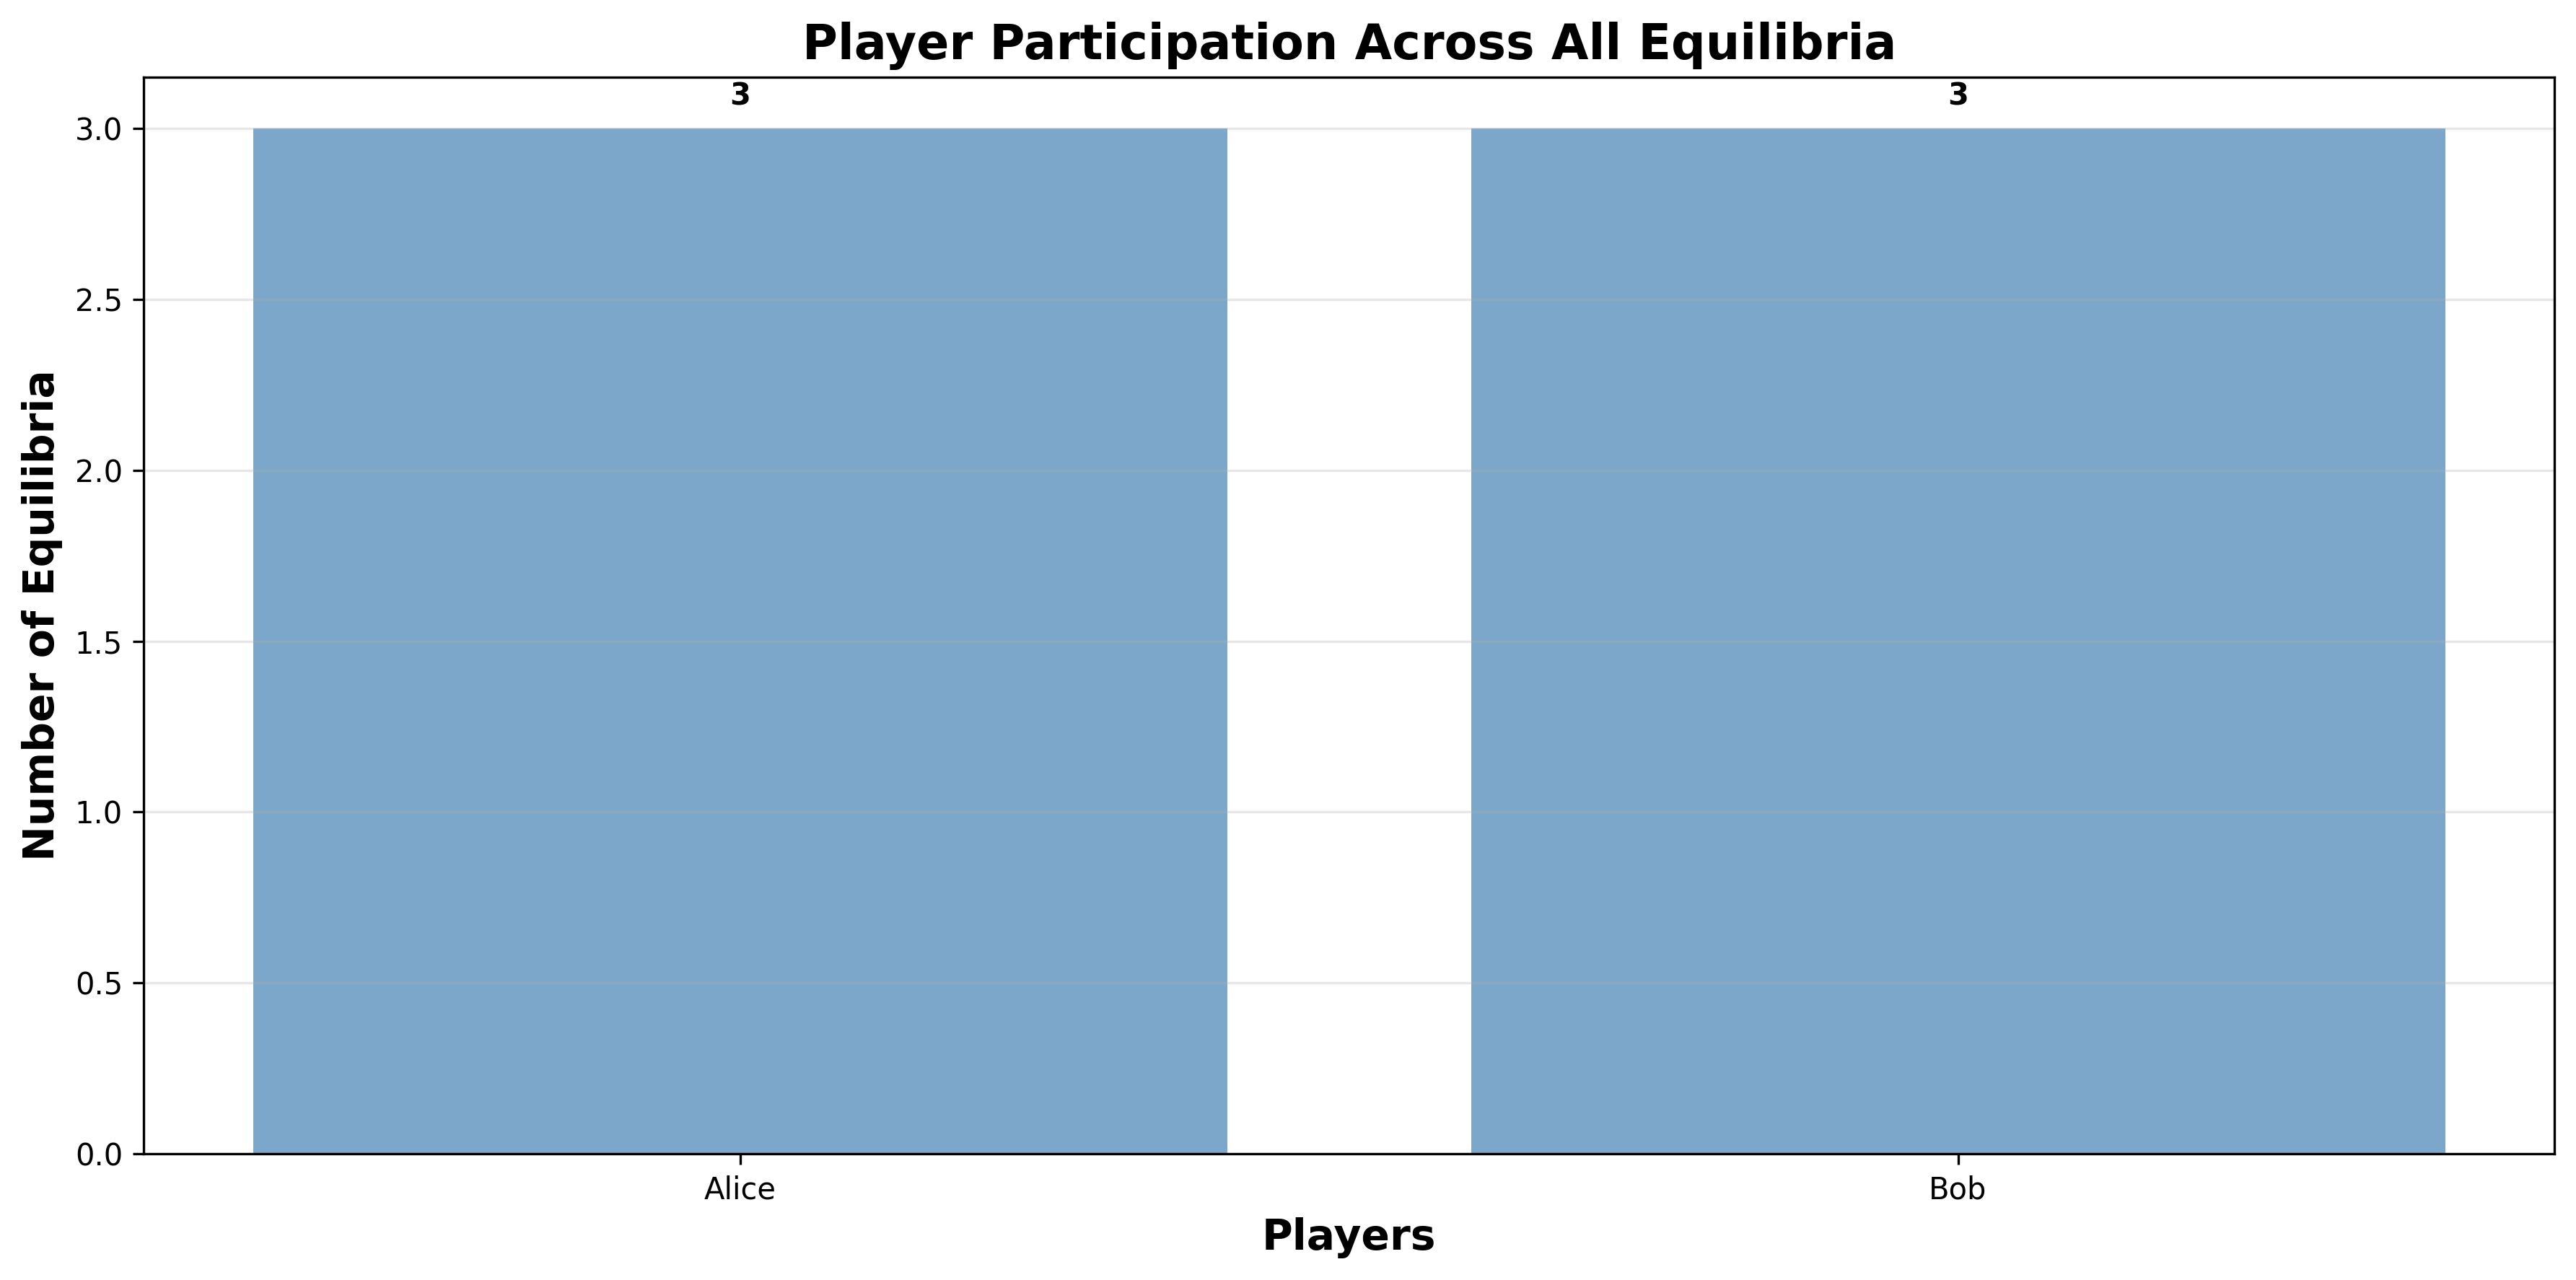 Player Participation Across All Equilibria
3
3
3.0
2.5
2.0
1.5
1.0
0.5
0.0
Number of Equilibria
Alice
Bob
Players